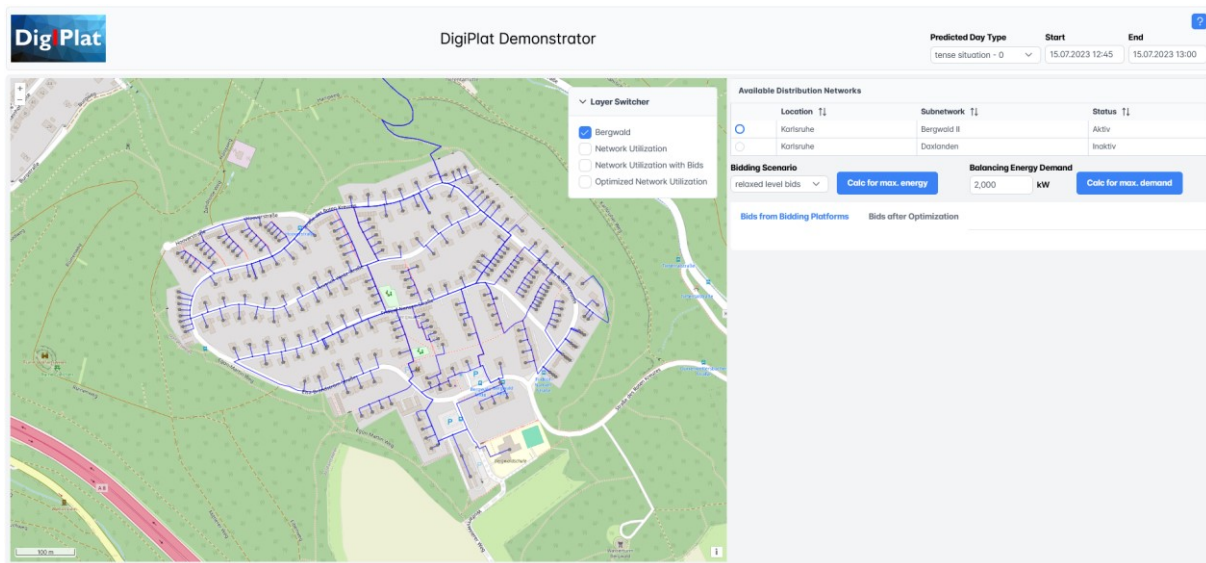 DigIPlat
DigiPlat Demonstrator
?
Predicted Day Type
Start
End
tense situation - 0
15.07.2023 12:45
15.07.2023 13:00
+
−
Layer Switcher
Bergwald
Network Utilization
Network Utilization with Bids
Optimized Network Utilization
Available Distribution Networks
Location
Subnetwork
Status
Karlsruhe
Bergwald II
Aktiv
Karlsruhe
Daxlanden
Inaktiv
Bidding Scenario
Balancing Energy Demand
relaxed level bids
Calc for max. energy
2,000
kW
Calc for max. demand
Bids from Bidding Platforms
Bids after Optimization
P
P
A 8
100 m
i